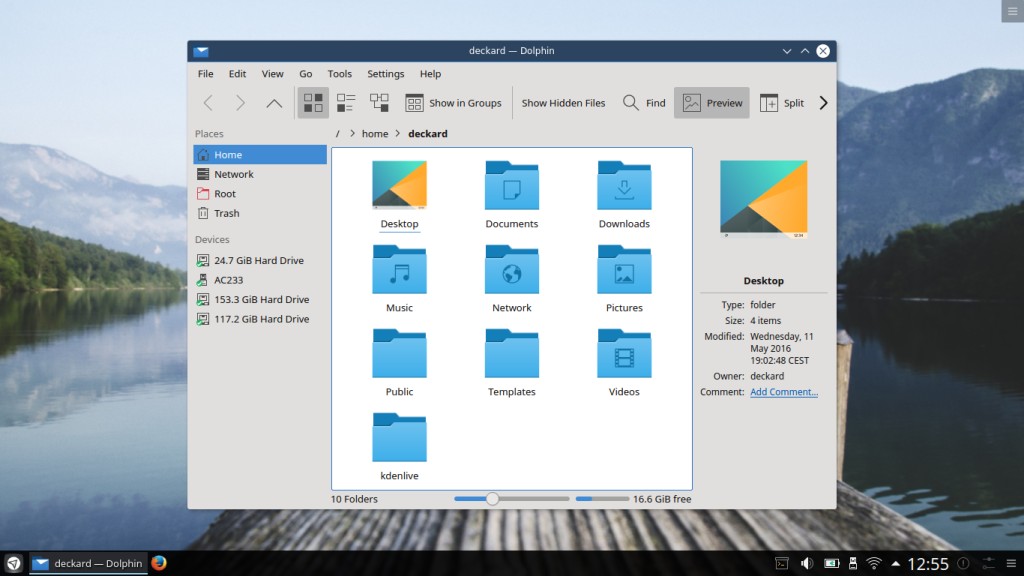 deckard — Dolphin
File Edit View Go Tools Settings Help
Show in Groups Show Hidden Files Find Preview Split
Places
Home
Network
Root
Trash
Devices
24.7 GiB Hard Drive
AC233
153.3 GiB Hard Drive
117.2 GiB Hard Drive
/ > home > deckard
Desktop Documents Downloads
Music Network Pictures
Public Templates Videos
kdenlive
10 Folders 16.6 GiB free
Desktop
Type: folder
Size: 4 items
Modified: Wednesday, 11
May 2016
19:02:48 CEST
Owner: deckard
Comment: Add Comment...
deckard — Dolphin 12:55